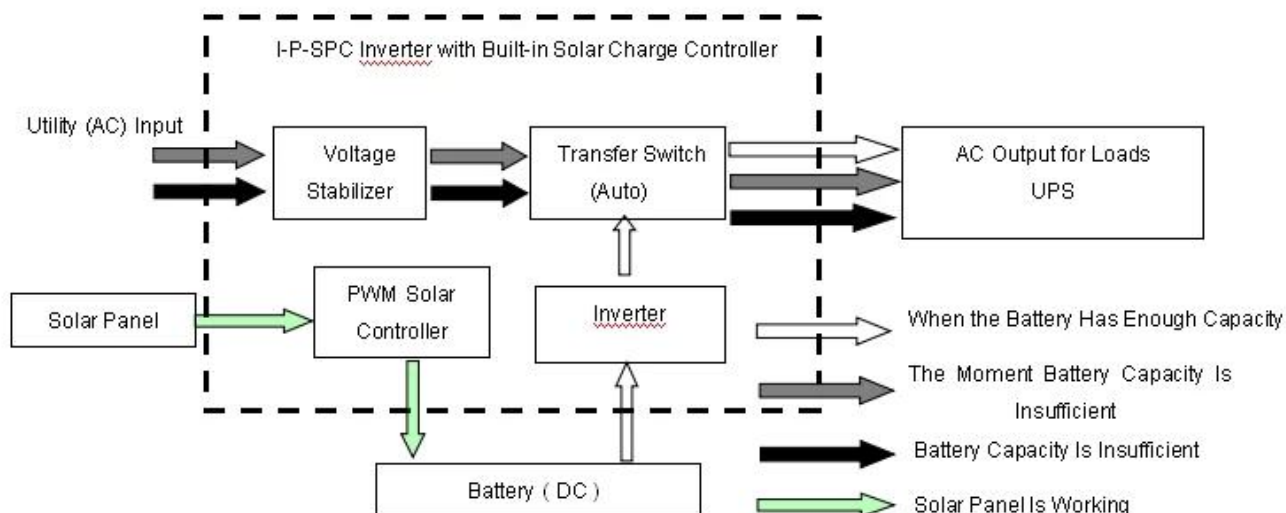 I-P-SPC Inverter with Built-in Solar Charge Controller
Utility (AC) Input
Voltage
Stabilizer
Transfer Switch
(Auto)
AC Output for Loads
UPS
Solar Panel
PWM Solar
Controller
Inverter
When the Battery Has Enough Capacity
The Moment Battery Capacity Is
Insufficient
Battery Capacity Is Insufficient
Battery ( DC )
Solar Panel Is Working